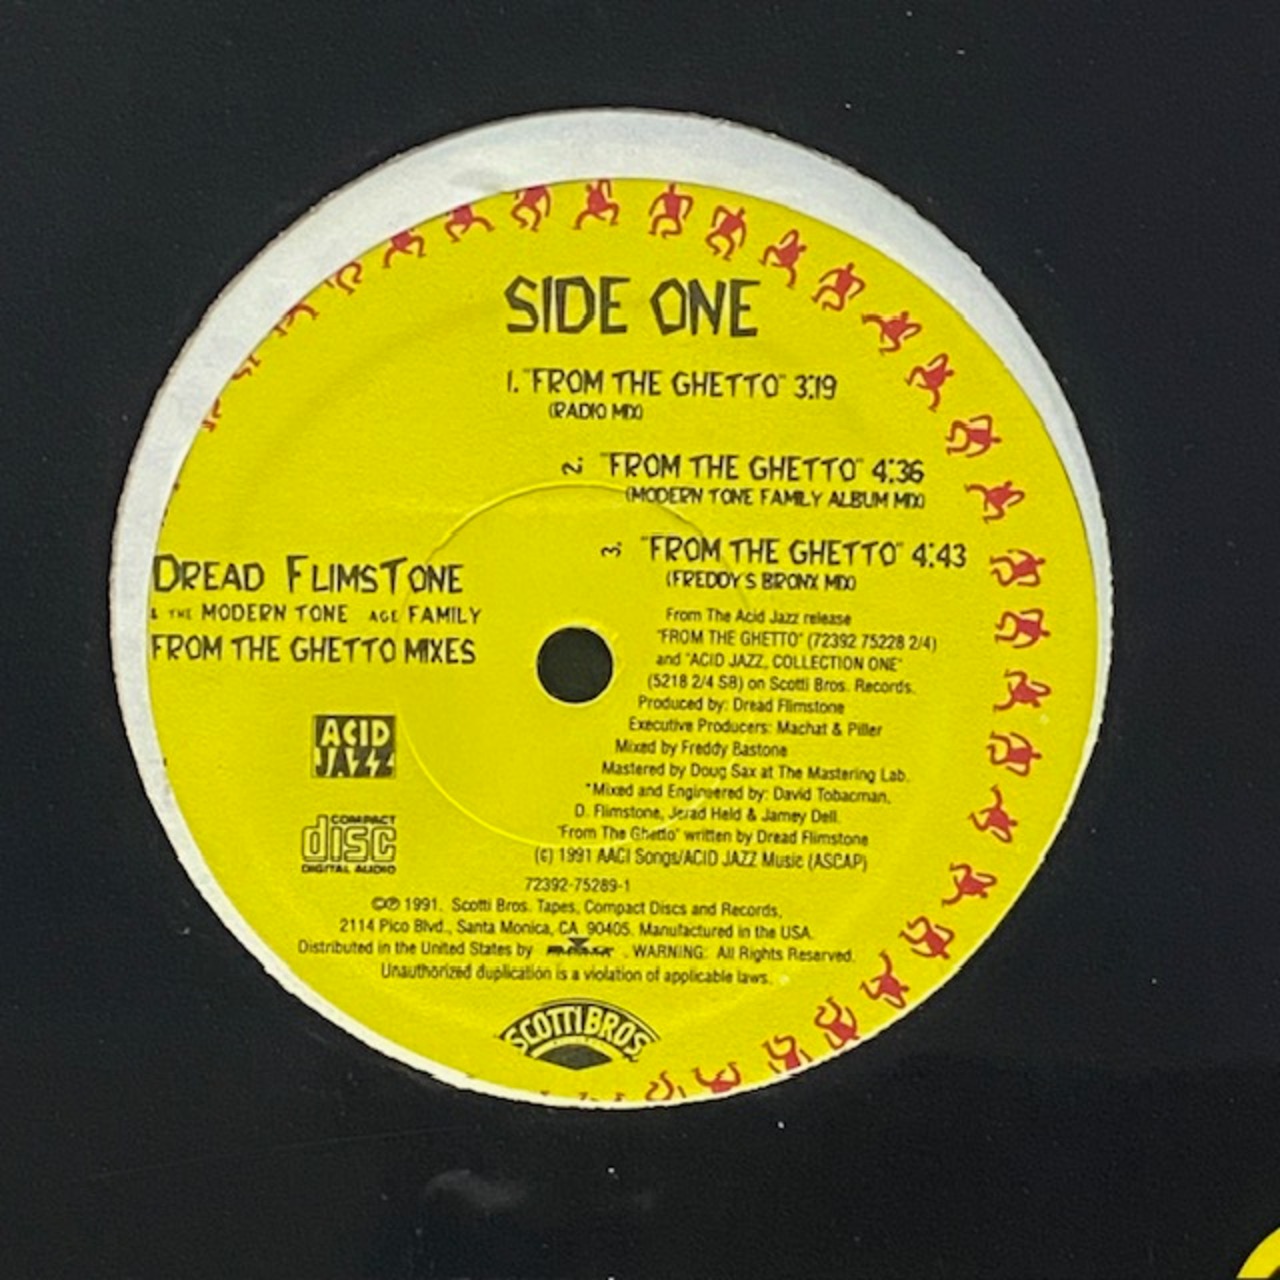 SIDE ONE
1. "FROM THE GHETTO" 3:19
(RADIO MIX)
2. "FROM THE GHETTO" 4:36
(MODERN TONE FAMILY ALBUM MIX)
3. "FROM THE GHETTO" 4:43
(FREDDY'S BRONX MIX)
DREAD FLIMSTONE
& THE MODERN TONE AGE FAMILY
FROM THE GHETTO MIXES
ACID
JAZZ
COMPACT
disc
DIGITAL AUDIO
From The Acid Jazz release
"FROM THE GHETTO" (72392 75228 2/4)
and "ACID JAZZ, COLLECTION ONE"
(5218 2/4 SB) on Scotti Bros. Records.
Produced by: Dread Flimstone
Executive Producers: Machat & Piller
Mixed by Freddy Bastone
Mastered by Doug Sax at The Mastering Lab.
*Mixed and Engineered by: David Tobacman,
D. Flimstone, Jerad Held & Jamey Dell.
"From The Ghetto" written by Dread Flimstone
(c) 1991 AACI Songs/ACID JAZZ Music (ASCAP)
72392-75289-1
©℗ 1991. Scotti Bros. Tapes, Compact Discs and Records,
2114 Pico Blvd., Santa Monica, CA 90405. Manufactured in the USA.
Distributed in the United States by . WARNING: All Rights Reserved.
Unauthorized duplication is a violation of applicable laws.
SCOTTI BROS.